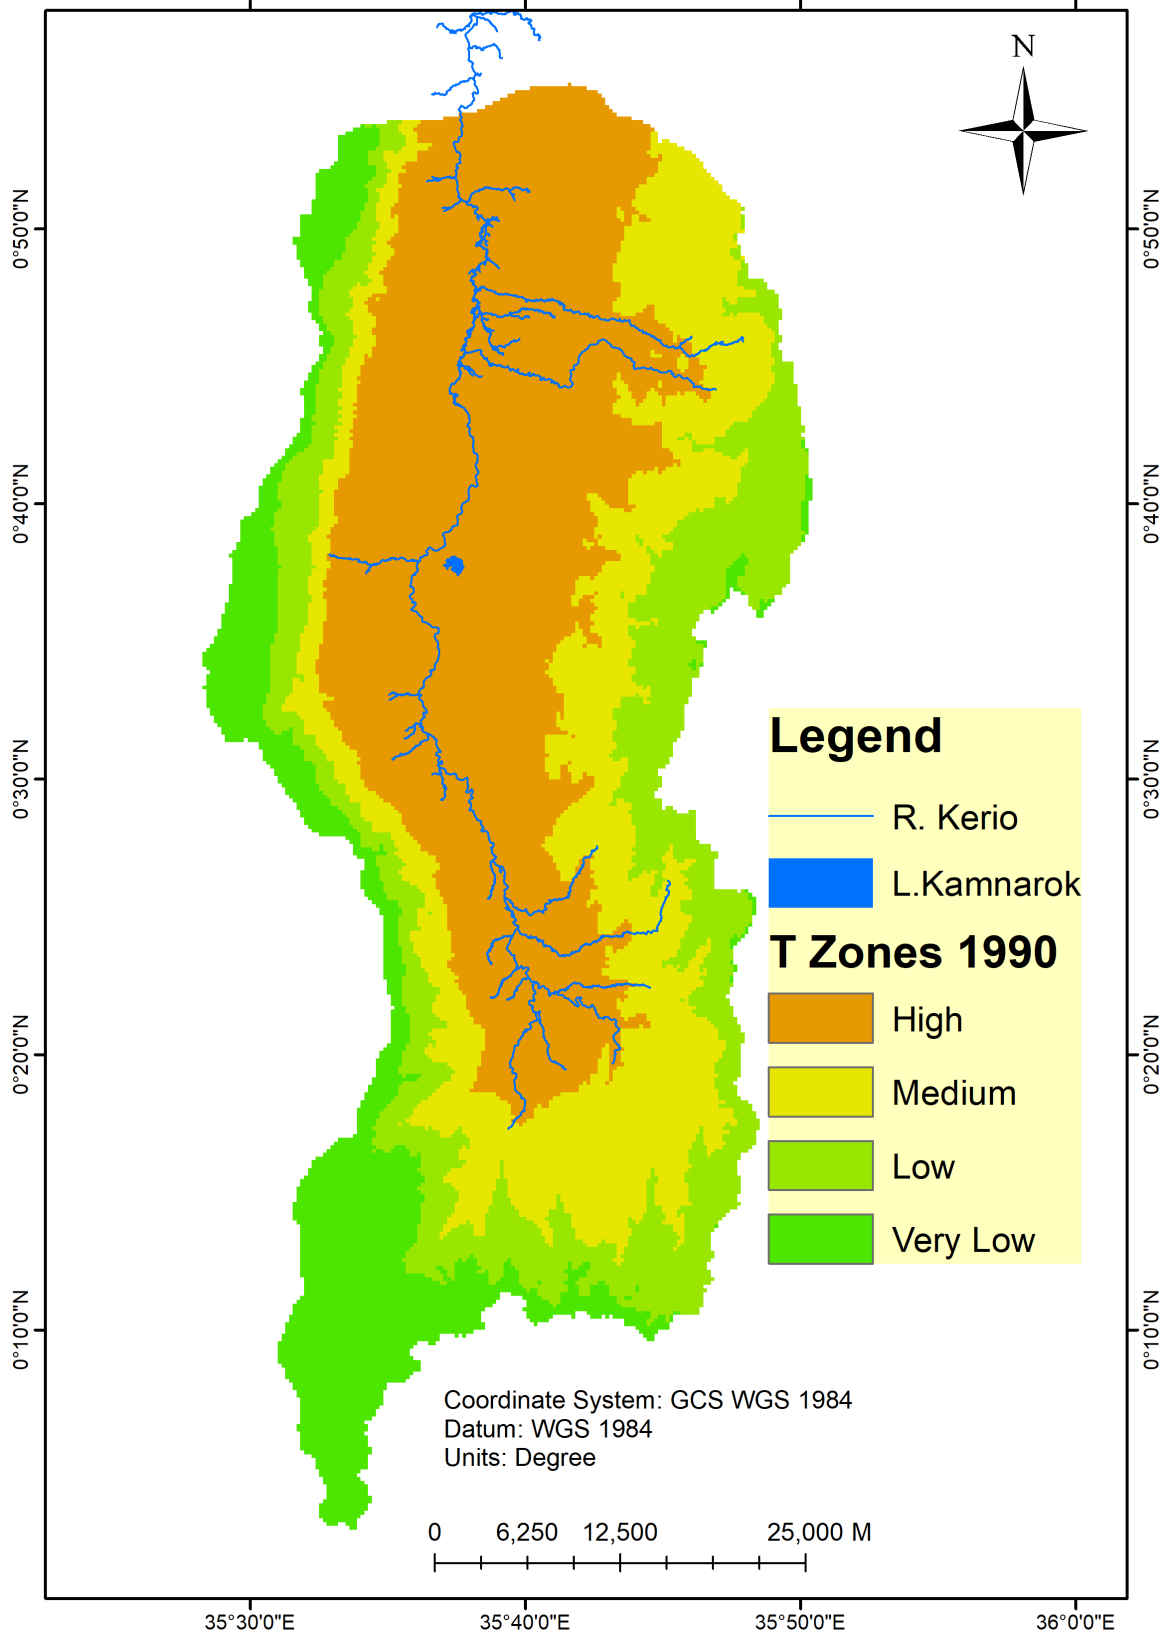 N
0°50'0"N
0°50'0"N
0°40'0"N
0°40'0"N
0°30'0"N
0°30'0"N
0°20'0"N
0°20'0"N
0°10'0"N
0°10'0"N
Legend
R. Kerio
L.Kamnarok
T Zones 1990
High
Medium
Low
Very Low
Coordinate System: GCS WGS 1984
Datum: WGS 1984
Units: Degree
0 6,250 12,500 25,000 M
35°30'0"E 35°40'0"E 35°50'0"E 36°0'0"E